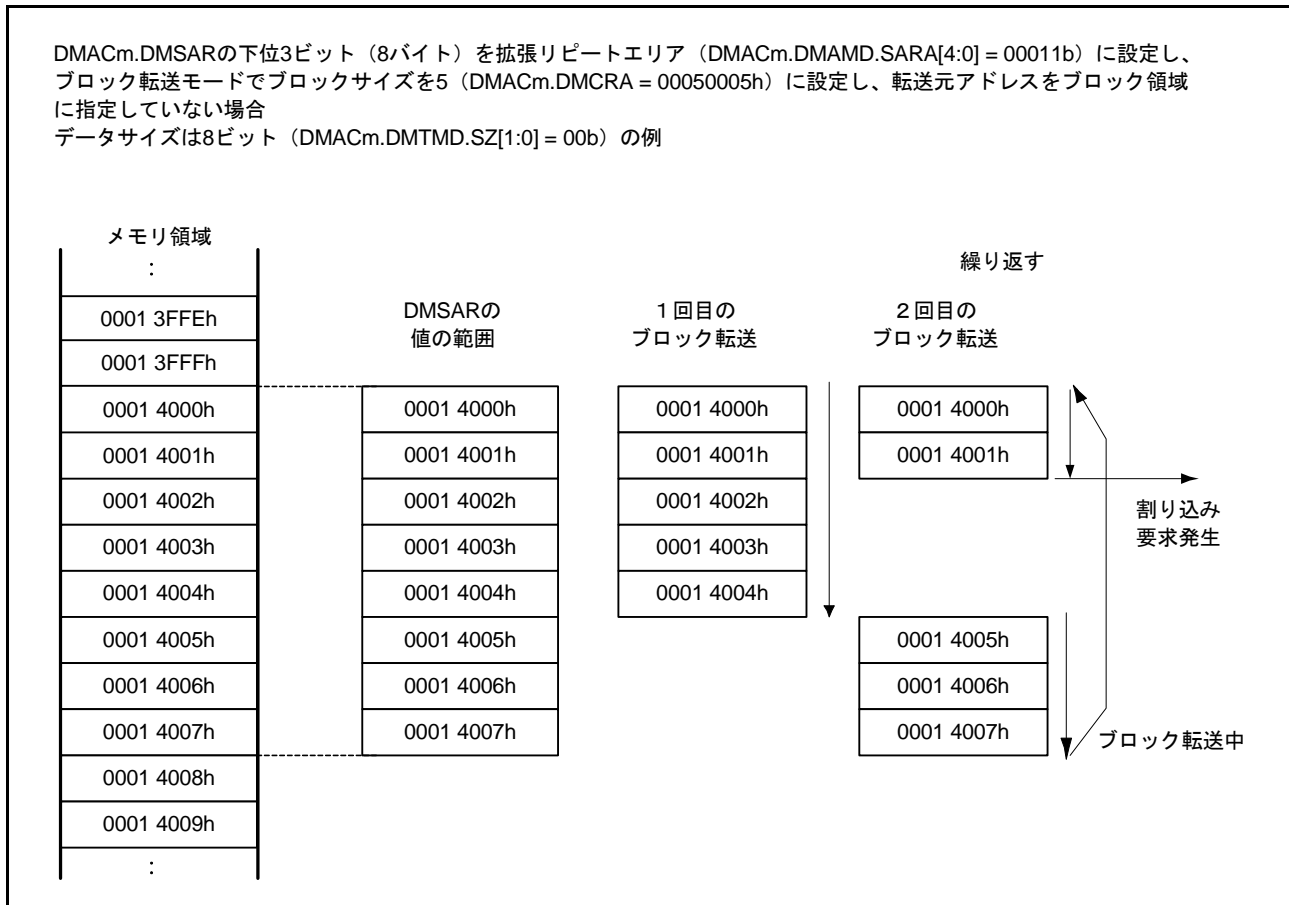 DMACm.DMSARの下位3ビット（8バイト）を拡張リピートエリア（DMACm.DMAMD.SARA[4:0] = 00011b）に設定し、
ブロック転送モードでブロックサイズを5（DMACm.DMCRA = 00050005h）に設定し、転送元アドレスをブロック領域
に指定していない場合
データサイズは8ビット（DMACm.DMTMD.SZ[1:0] = 00b）の例
メモリ領域
:
0001 3FFEh
0001 3FFFh
0001 4000h
0001 4001h
0001 4002h
0001 4003h
0001 4004h
0001 4005h
0001 4006h
0001 4007h
0001 4008h
0001 4009h
:
DMSARの
値の範囲
0001 4000h
0001 4001h
0001 4002h
0001 4003h
0001 4004h
0001 4005h
0001 4006h
0001 4007h
１回目の
ブロック転送
0001 4000h
0001 4001h
0001 4002h
0001 4003h
0001 4004h
繰り返す
２回目の
ブロック転送
0001 4000h
0001 4001h
0001 4005h
0001 4006h
0001 4007h
割り込み
要求発生
ブロック転送中